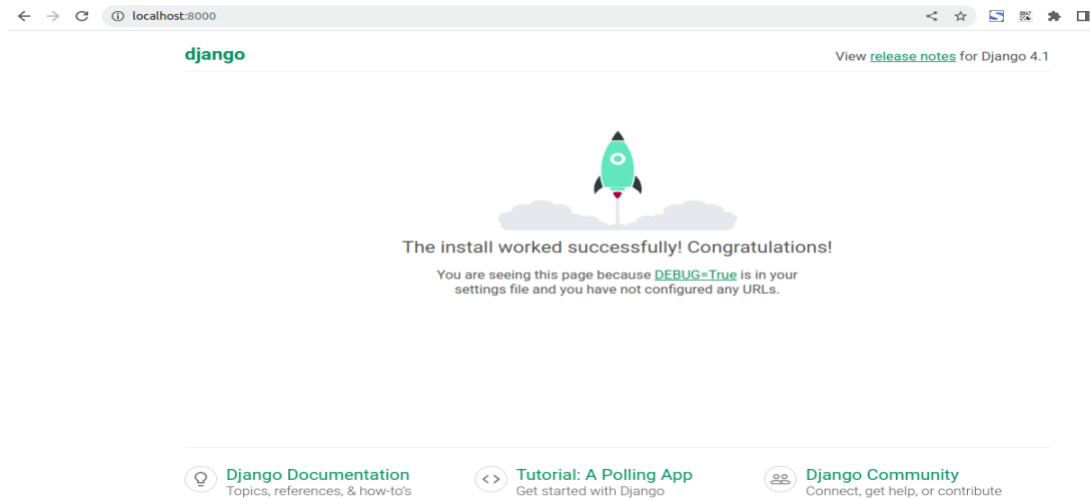 localhost:8000
django
View release notes for Django 4.1
The install worked successfully! Congratulations!
You are seeing this page because DEBUG=True is in your
settings file and you have not configured any URLs.
Django Documentation
Topics, references, & how-to's
Tutorial: A Polling App
Get started with Django
Django Community
Connect, get help, or contribute